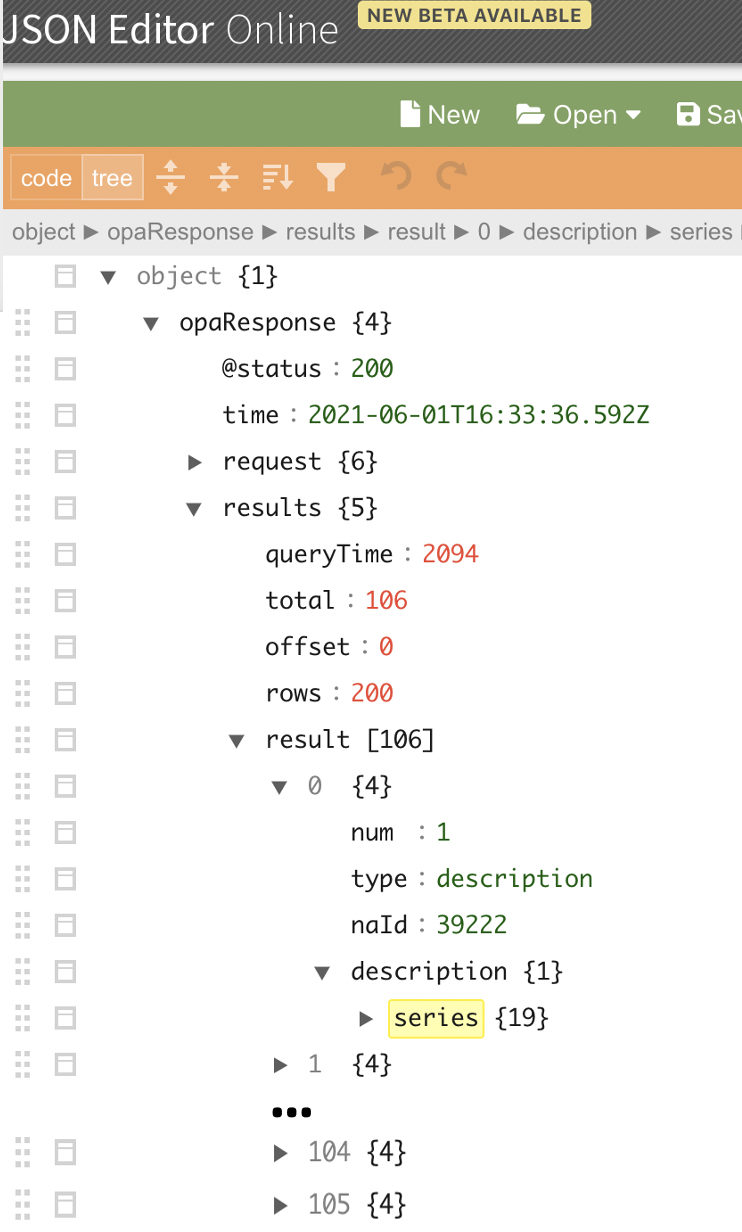 JSON Editor Online NEW BETA AVAILABLE
New Open Sav
code tree
object ► opaResponse ► results ► result ► 0 ► description ► series
object {1}
opaResponse {4}
@status : 200
time : 2021-06-01T16:33:36.592Z
request {6}
results {5}
queryTime : 2094
total : 106
offset : 0
rows : 200
result [106]
0 {4}
num : 1
type : description
naId : 39222
description {1}
series {19}
1 {4}
...
104 {4}
105 {4}